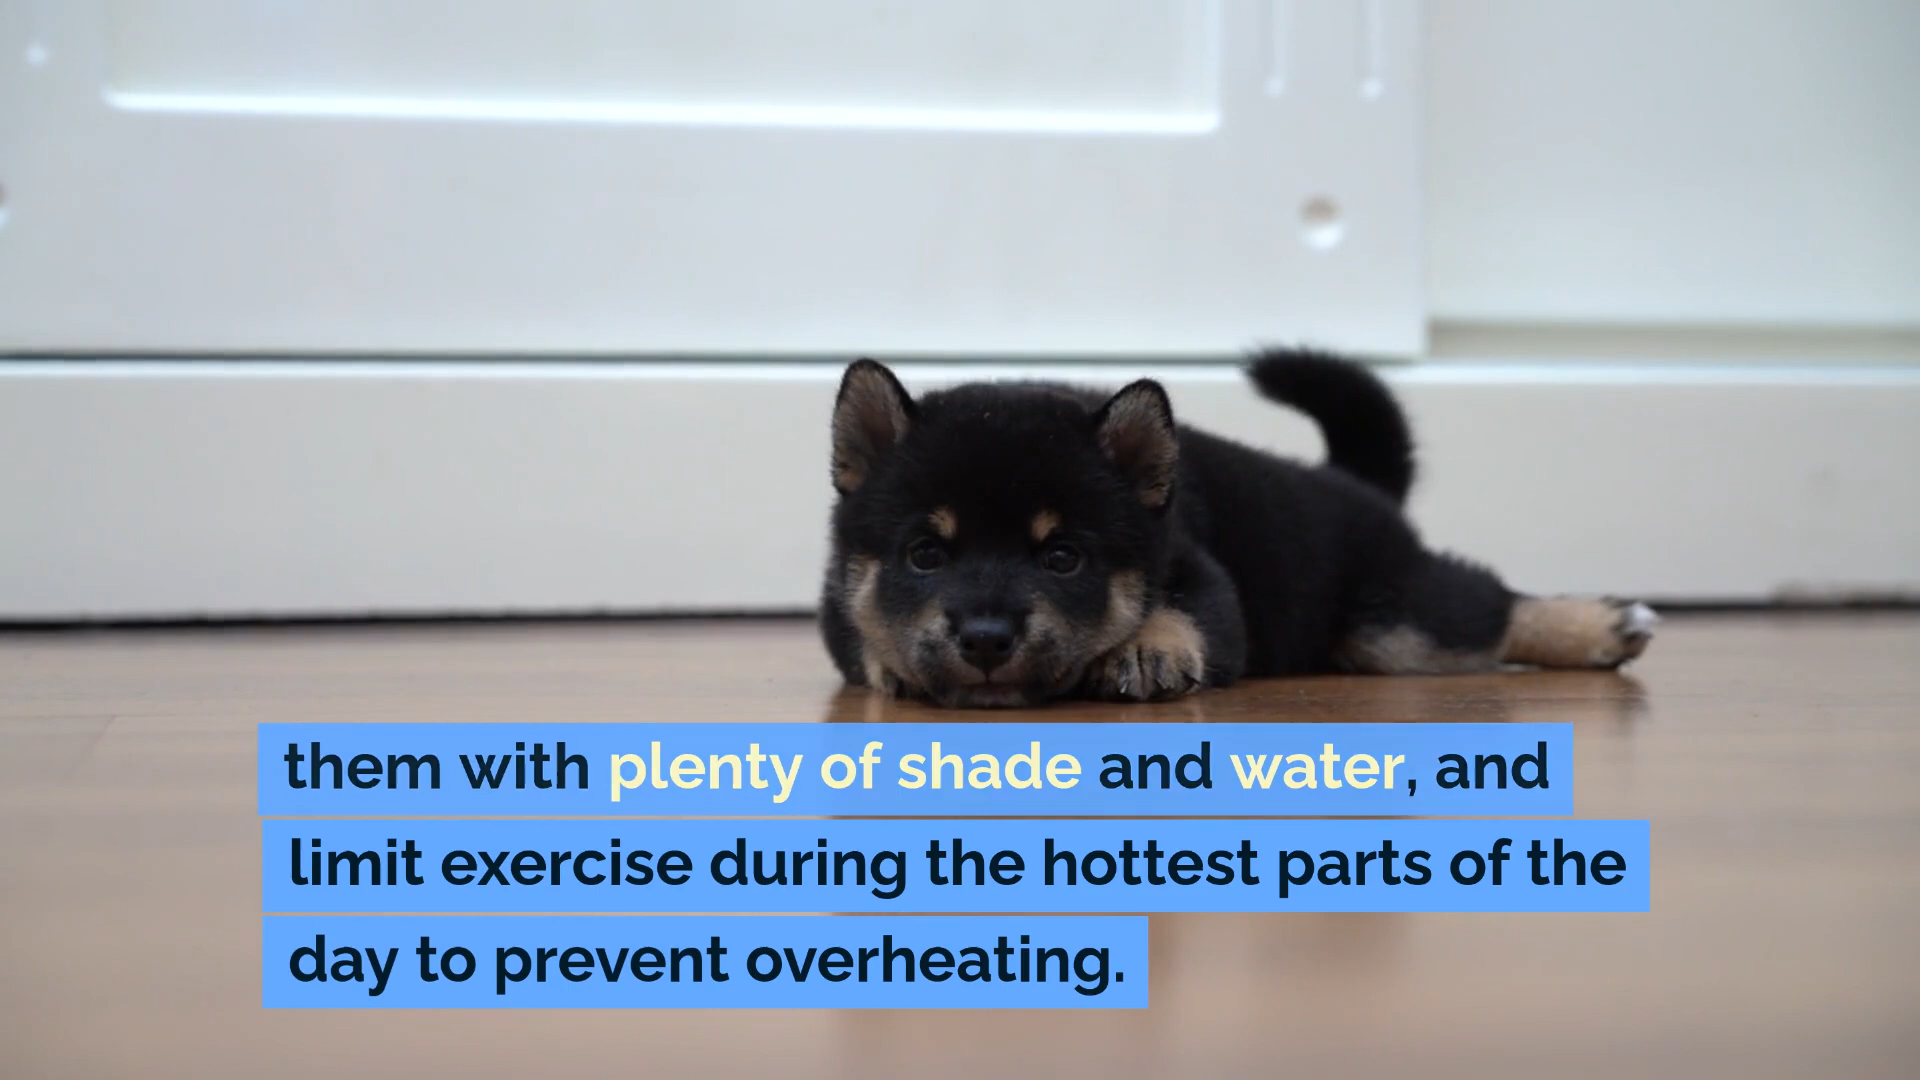 them with plenty of shade and water, and
limit exercise during the hottest parts of the
day to prevent overheating.